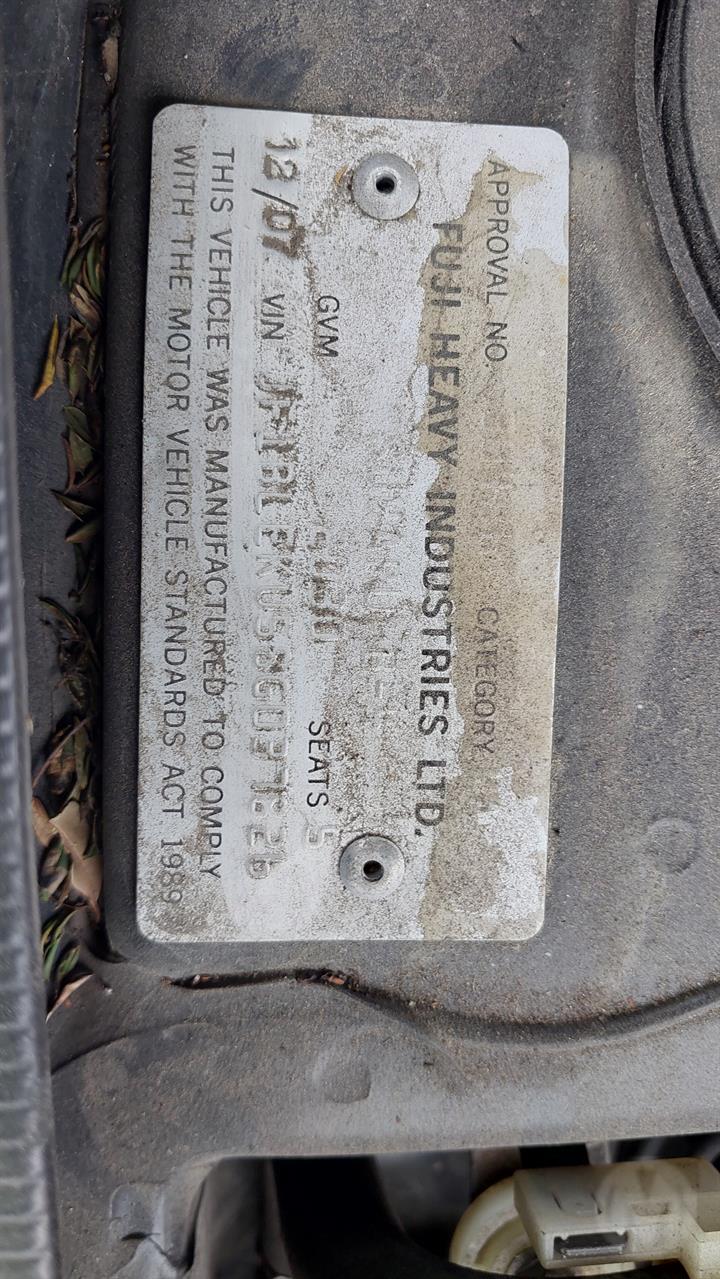 APPROVAL NO. CATEGORY
FUJI HEAVY INDUSTRIES LTD.
GVM SEATS 5
12/07 VIN
THIS VEHICLE WAS MANUFACTURED TO COMPLY
WITH THE MOTOR VEHICLE STANDARDS ACT 1989